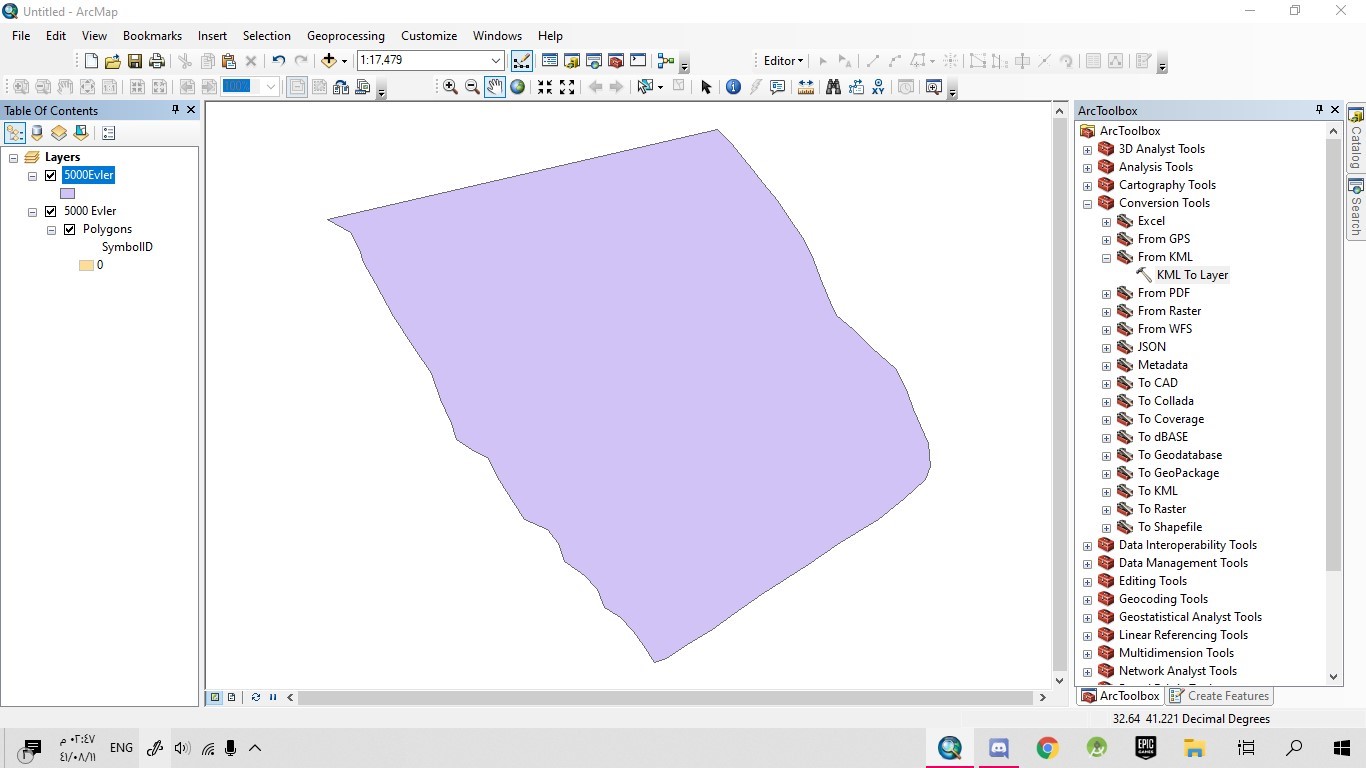 Untitled - ArcMap
File Edit View Bookmarks Insert Selection Geoprocessing Customize Windows Help
1:17,479
Editor
100%
Table Of Contents
Layers
5000Evler
5000 Evler
Polygons
SymbolID
0
ArcToolbox
ArcToolbox
3D Analyst Tools
Analysis Tools
Cartography Tools
Conversion Tools
Excel
From GPS
From KML
KML To Layer
From PDF
From Raster
From WFS
JSON
Metadata
To CAD
To Collada
To Coverage
To dBASE
To Geodatabase
To GeoPackage
To KML
To Raster
To Shapefile
Data Interoperability Tools
Data Management Tools
Editing Tools
Geocoding Tools
Geostatistical Analyst Tools
Linear Referencing Tools
Multidimension Tools
Network Analyst Tools
ArcToolbox Create Features
Catalog
Search
32.64 41.221 Decimal Degrees
٠٢:٤٧ م
٤١/٠٨/١١
ENG
EPIC GAMES